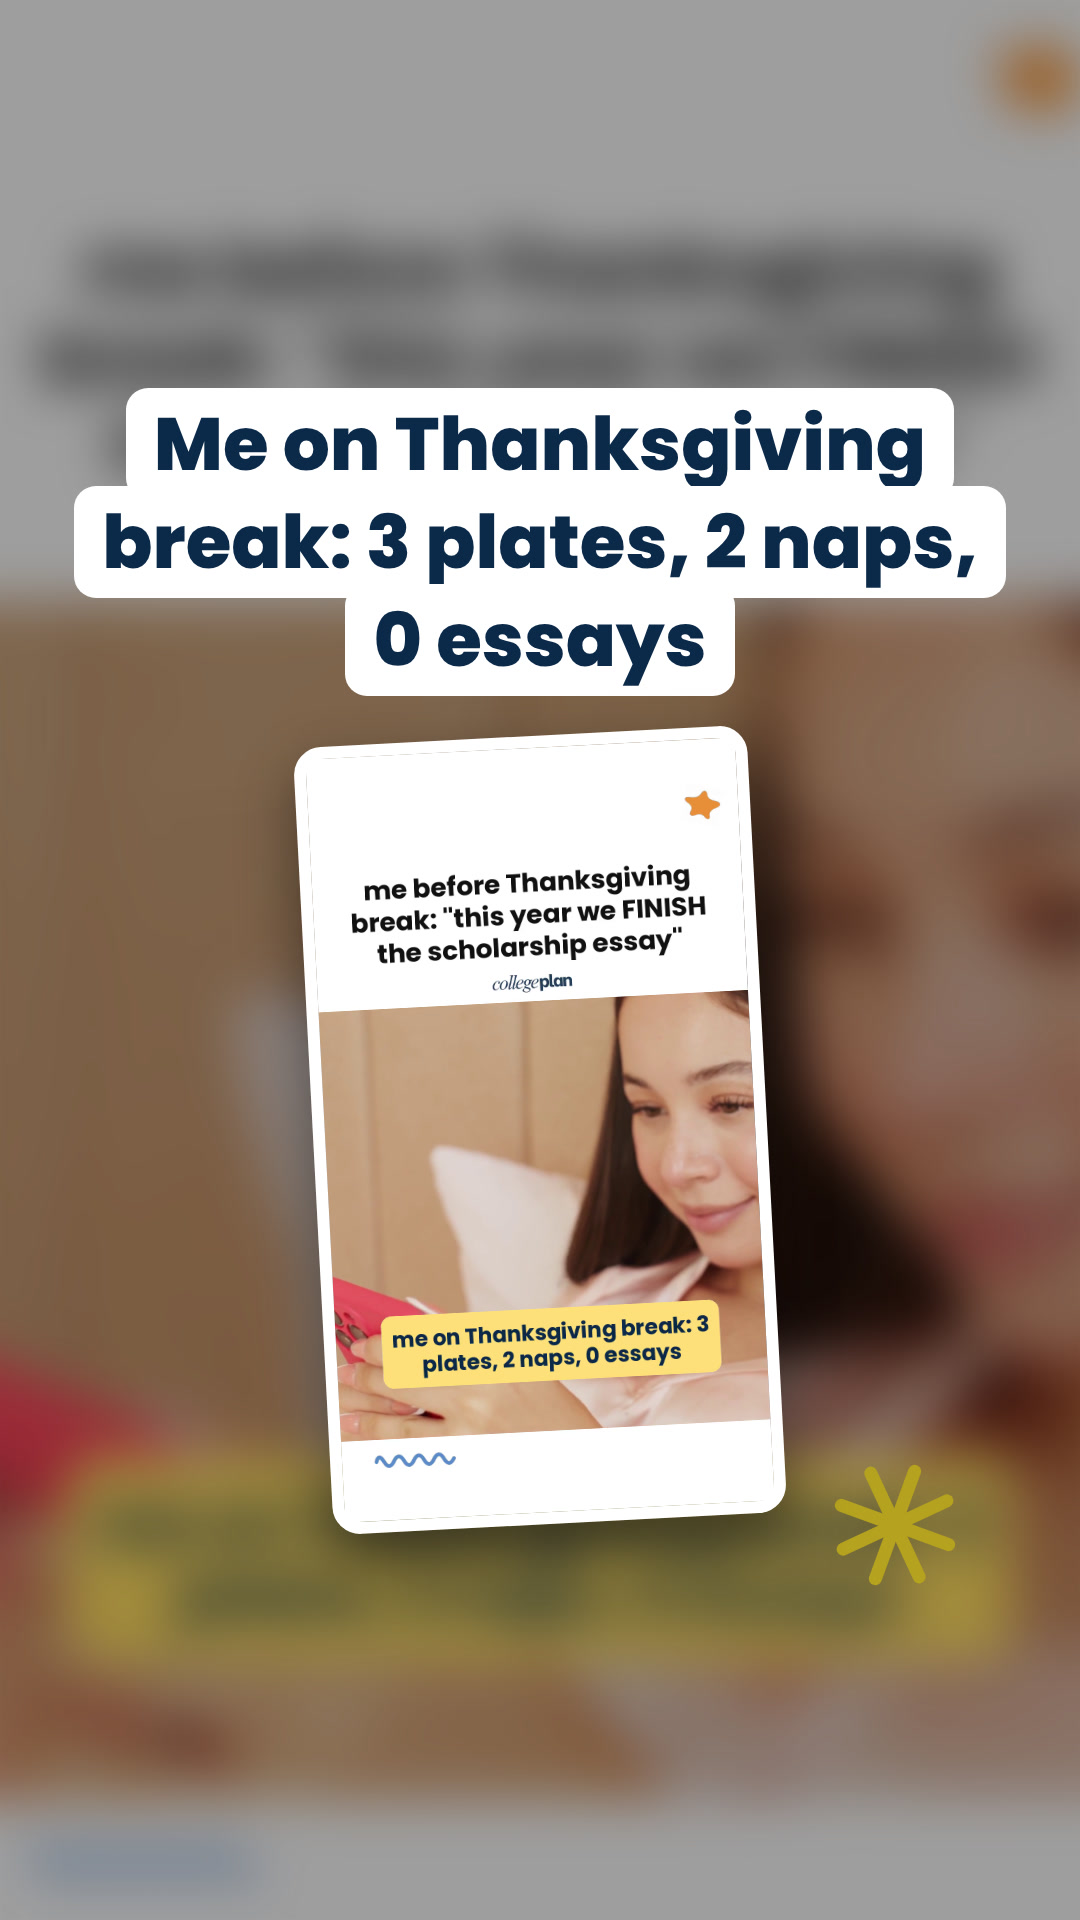 Me on Thanksgiving
break: 3 plates, 2 naps,
0 essays
me before Thanksgiving
break: "this year we FINISH
the scholarship essay"
collegeplan
me on Thanksgiving break: 3
plates, 2 naps, 0 essays